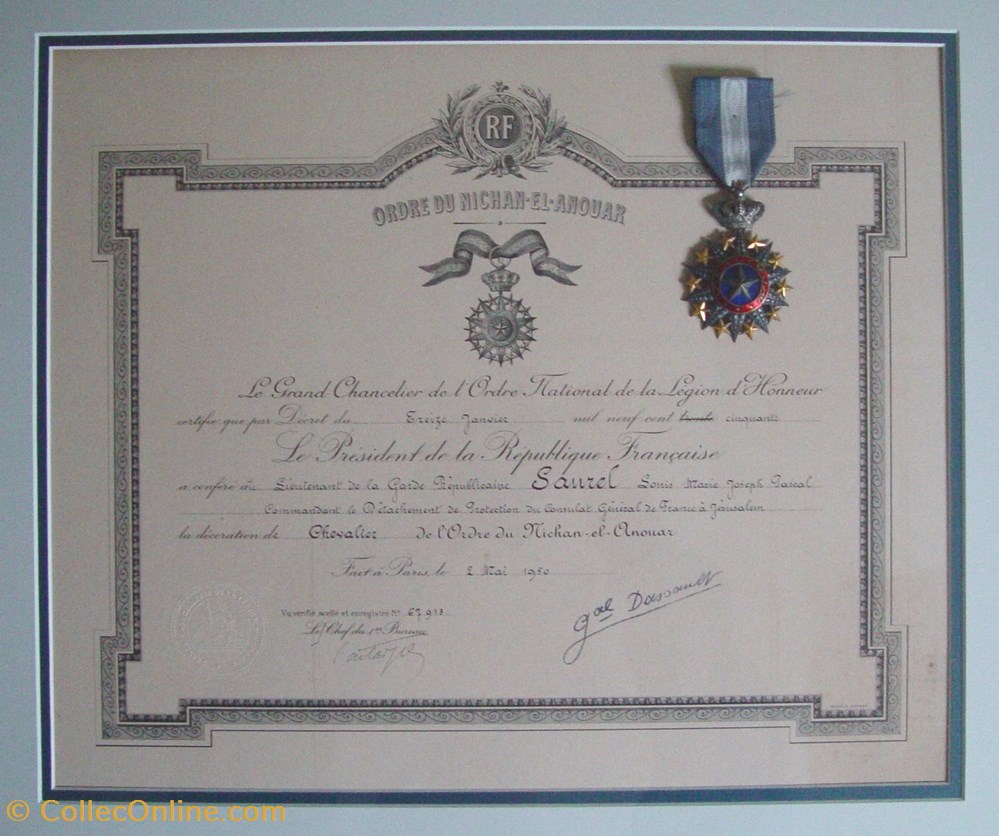 RF
ORDRE DU NICHAN-EL-ANOUAR
Le Grand Chancelier de l'Ordre National de la Légion d'Honneur
certifie que par Décret du Treize Janvier mil neuf cent trente cinquante
Le Président de la République Française
a conféré au Lieutenant de la Garde Républicaine Saurel Louis Marie Joseph Pascal
Commandant le Détachement de Protection du Consulat Général de France à Jérusalem
la décoration de Chevalier de l'Ordre du Nichan-el-Anouar
Fait à Paris, le 2 Mai 1950
Vu vérifié, scellé et enregistré N° 67.913
Le Chef du 1er Bureau
Gal Dassault
© CollecOnline.com